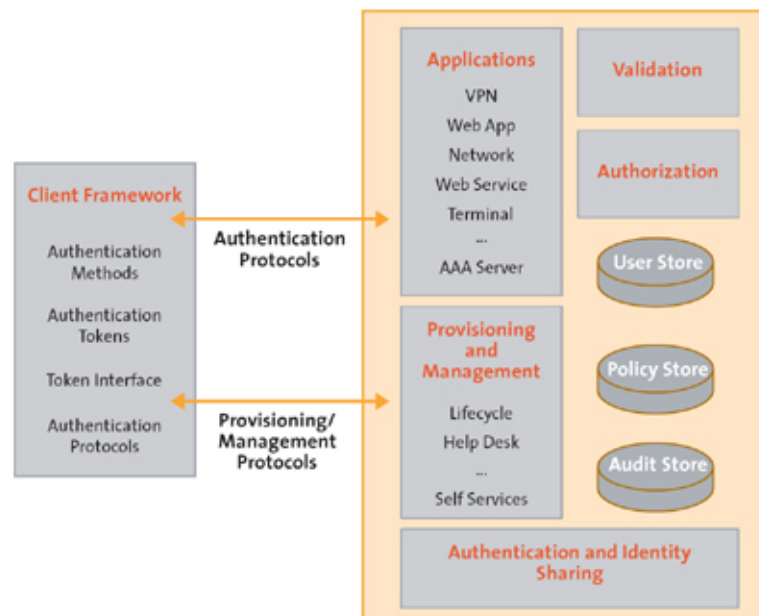 Client Framework
Authentication
Methods
Authentication
Tokens
Token Interface
Authentication
Protocols
Authentication
Protocols
Provisioning/
Management
Protocols
Applications
VPN
Web App
Network
Web Service
Terminal
...
AAA Server
Provisioning
and
Management
Lifecycle
Help Desk
...
Self Services
Validation
Authorization
User Store
Policy Store
Audit Store
Authentication and Identity
Sharing